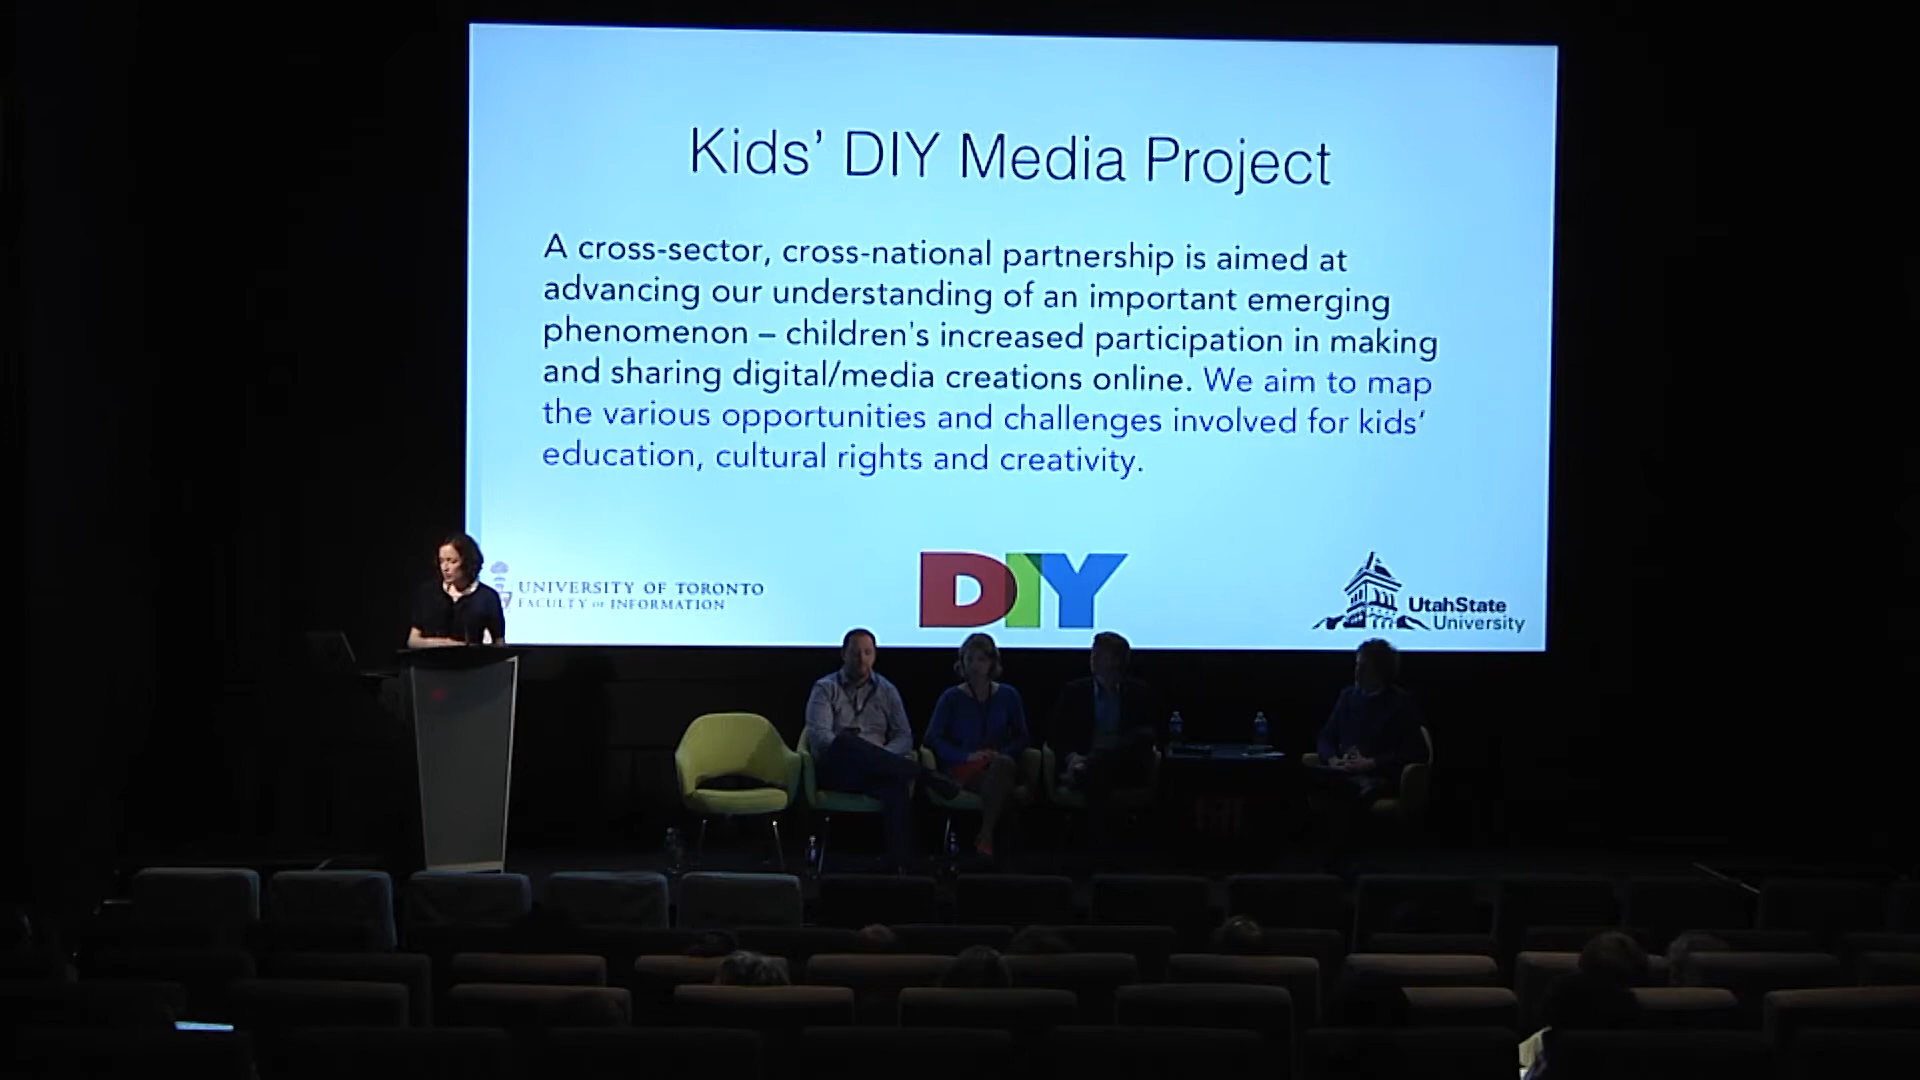 Kids’ DIY Media Project
A cross-sector, cross-national partnership is aimed at
advancing our understanding of an important emerging
phenomenon – children's increased participation in making
and sharing digital/media creations online. We aim to map
the various opportunities and challenges involved for kids’
education, cultural rights and creativity.
UNIVERSITY OF TORONTO
FACULTY OF INFORMATION
DIY
UtahState
University
tiff